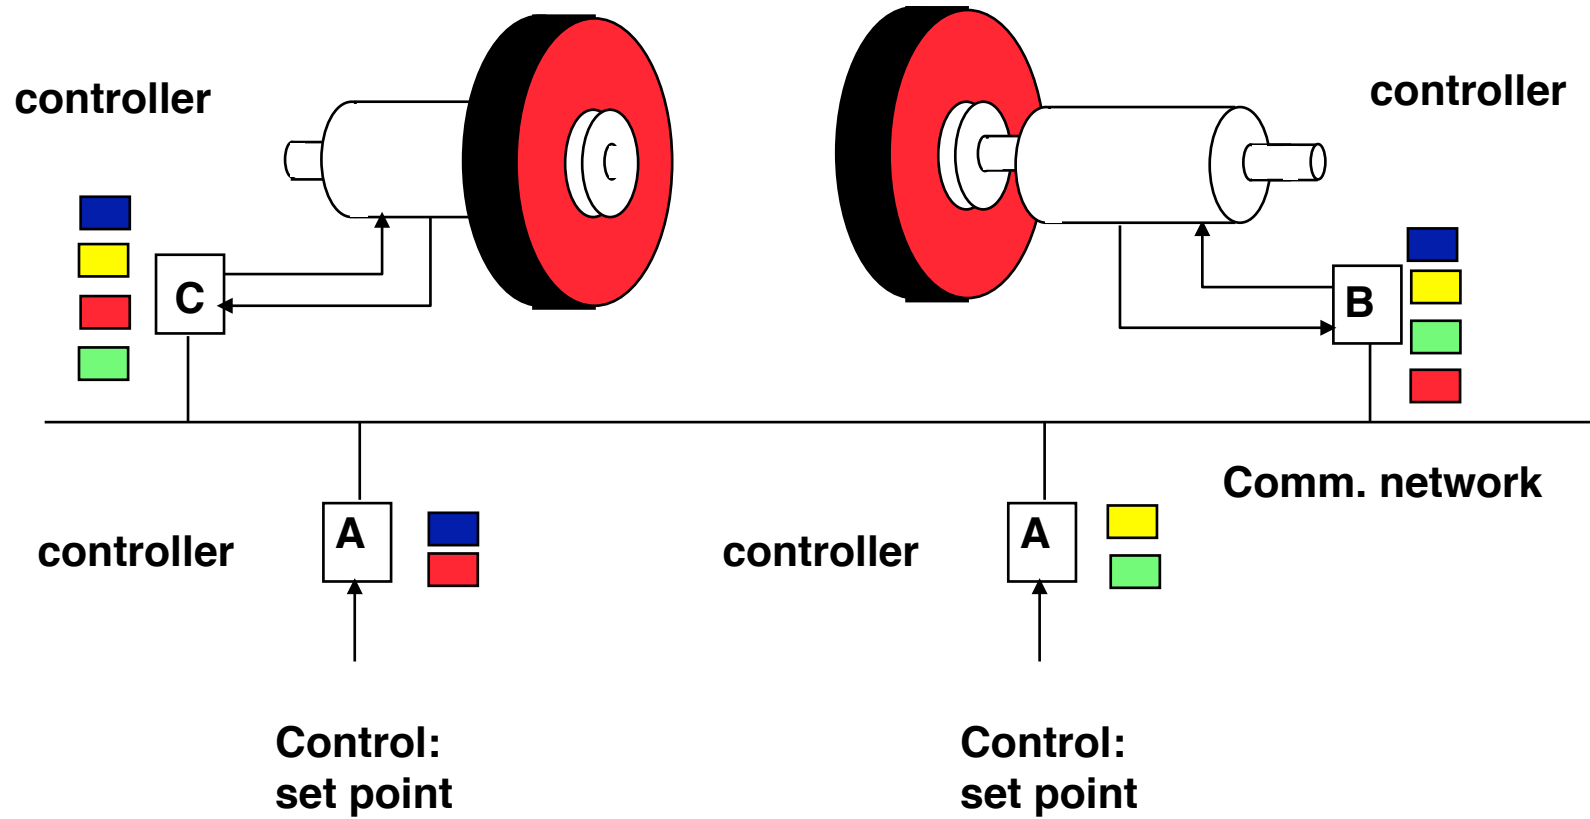 controller
controller
C
B
Comm. network
A
A
controller
controller
Control:
set point
Control:
set point